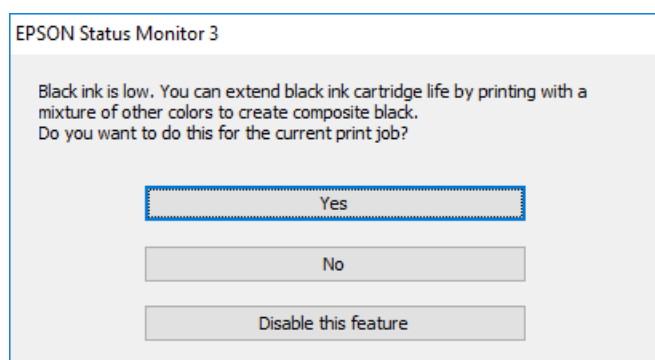 EPSON Status Monitor 3
Black ink is low. You can extend black ink cartridge life by printing with a
mixture of other colors to create composite black.
Do you want to do this for the current print job?
Yes
No
Disable this feature